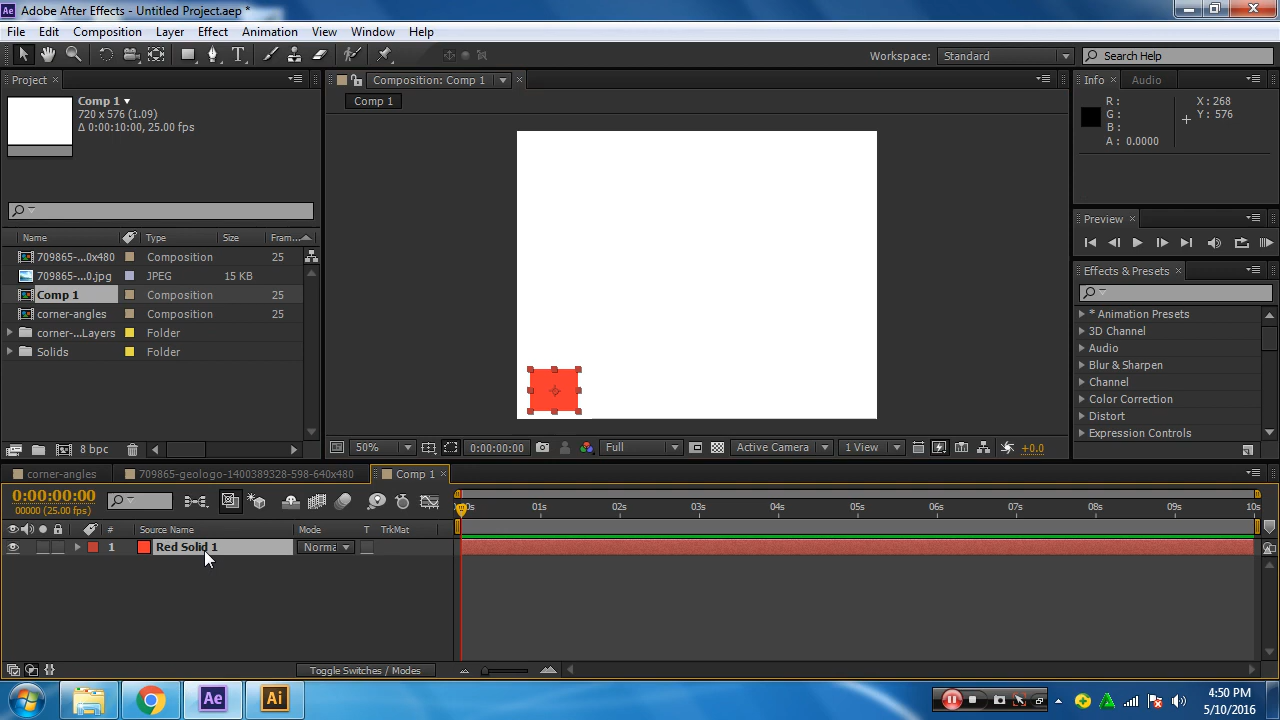 Ae Adobe After Effects - Untitled Project.aep *
File Edit Composition Layer Effect Animation View Window Help
T Workspace: Standard Search Help
Project Composition: Comp 1 Info Audio
Comp 1
720 x 576 (1.09)
Δ 0:00:10:00, 25.00 fps
Comp 1
R :
G :
B :
A : 0.0000
X : 268
Y : 576
Preview
Name Type Size Fram...
709865-...0x480 Composition 25
709865-...0.jpg JPEG 15 KB
Comp 1 Composition 25
corner-angles Composition 25
corner-...Layers Folder
Solids Folder
Effects & Presets
* Animation Presets
3D Channel
Audio
Blur & Sharpen
Channel
Color Correction
Distort
Expression Controls
8 bpc
50% 0:00:00:00 Full Active Camera 1 View +0.0
corner-angles 709865-geologo-1400389328-598-640x480 Comp 1
0:00:00:00
00000 (25.00 fps)
0s 01s 02s 03s 04s 05s 06s 07s 08s 09s 10s
# Source Name Mode T TrkMat
1 Red Solid 1 Norma
Toggle Switches / Modes
Ae Ai
4:50 PM
5/10/2016